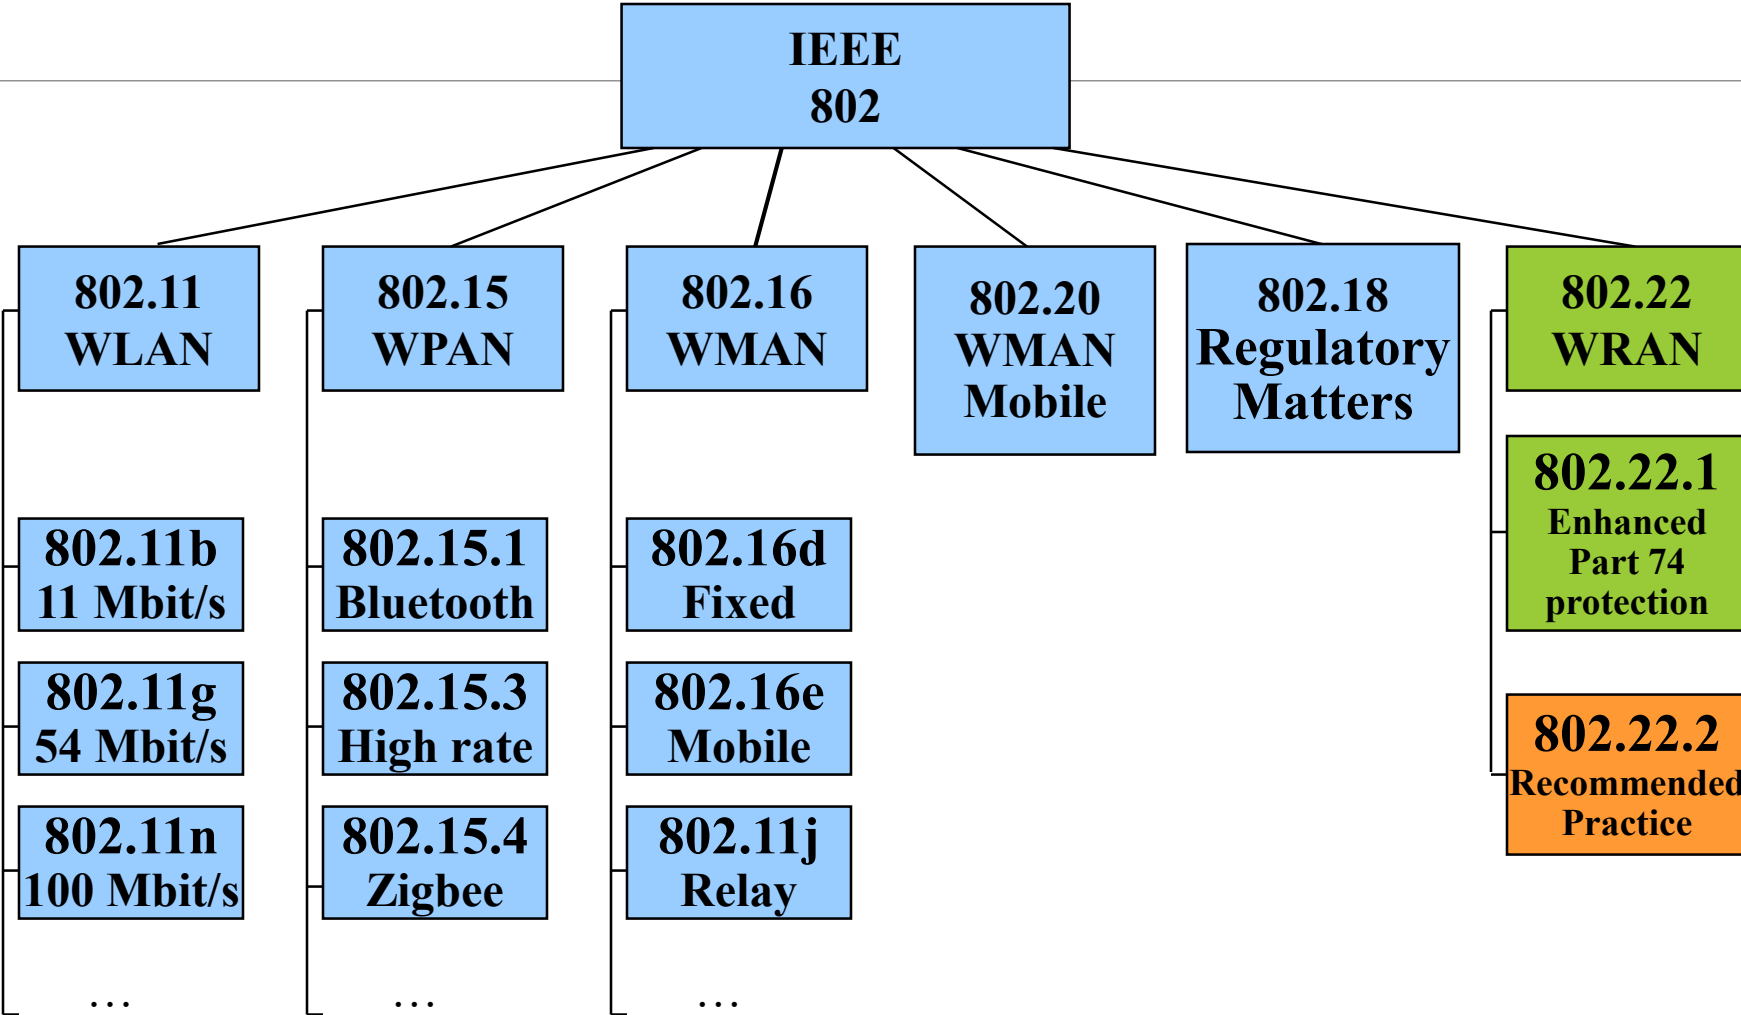 IEEE
802
802.11
WLAN
802.15
WPAN
802.16
WMAN
802.20
WMAN
Mobile
802.18
Regulatory
Matters
802.22
WRAN
802.11b
11 Mbit/s
802.15.1
Bluetooth
802.16d
Fixed
802.22.1
Enhanced
Part 74
protection
802.11g
54 Mbit/s
802.15.3
High rate
802.16e
Mobile
802.22.2
Recommended
Practice
802.11n
100 Mbit/s
802.15.4
Zigbee
802.11j
Relay
…
…
…